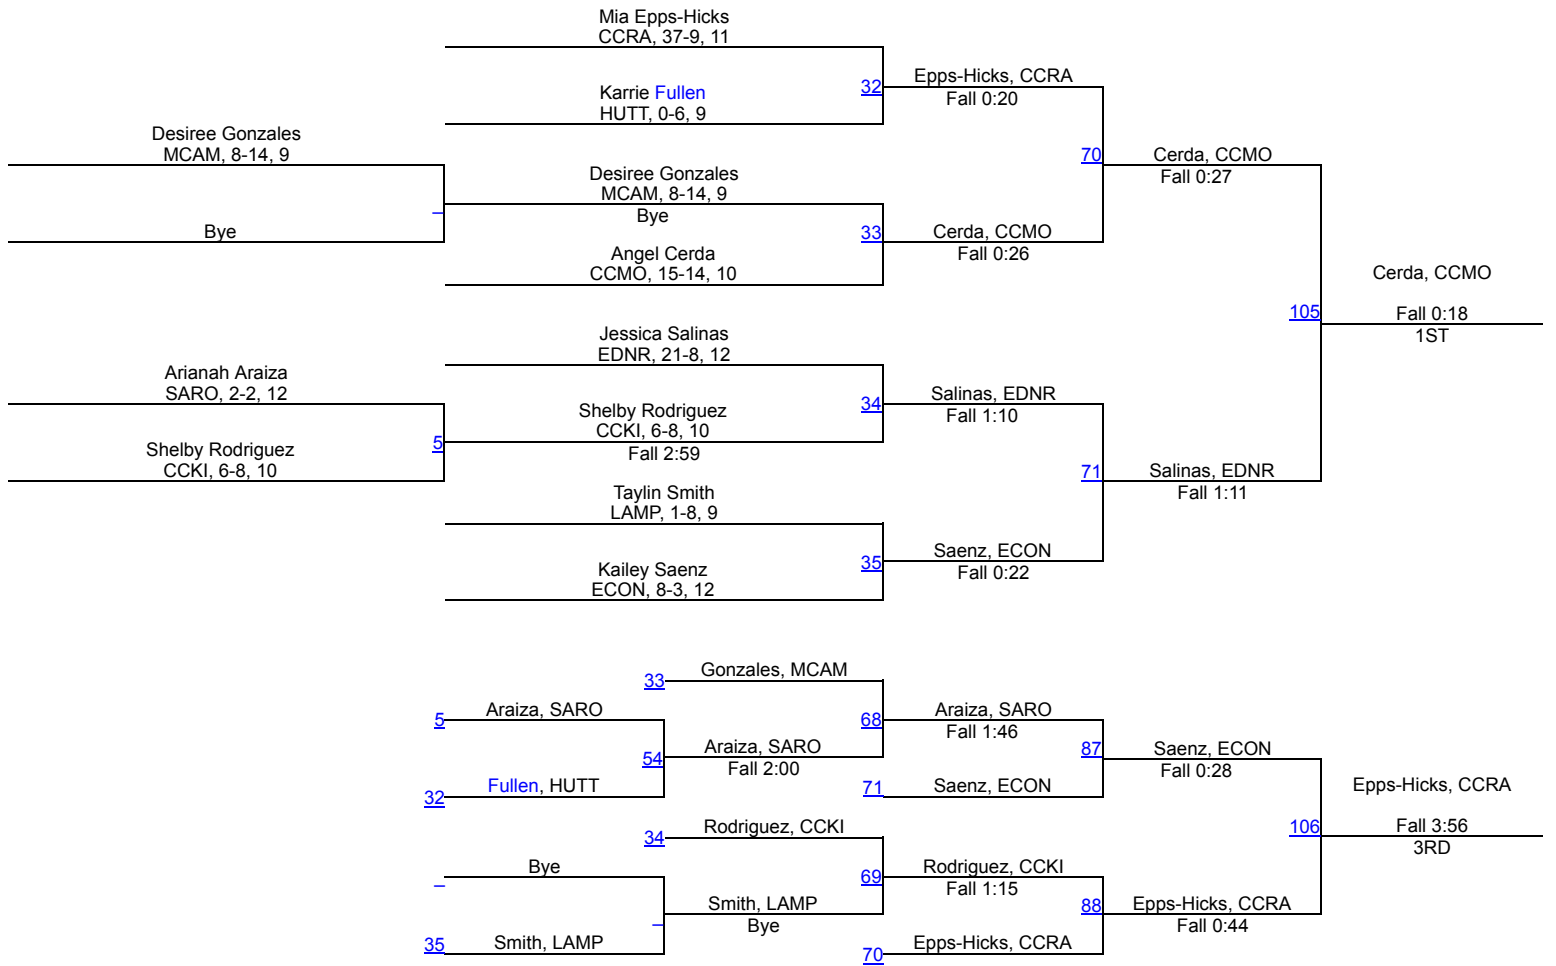 Mia Epps-Hicks
CCRA, 37-9, 11
32
Epps-Hicks, CCRA
Fall 0:20
Karrie Fullen
HUTT, 0-6, 9
Desiree Gonzales
MCAM, 8-14, 9
70
Cerda, CCMO
Fall 0:27
Desiree Gonzales
MCAM, 8-14, 9
Bye
Bye
33
Cerda, CCMO
Fall 0:26
Angel Cerda
CCMO, 15-14, 10
Cerda, CCMO
105
Fall 0:18
1ST
Jessica Salinas
EDNR, 21-8, 12
Arianah Araiza
SARO, 2-2, 12
34
Salinas, EDNR
Fall 1:10
Shelby Rodriguez
CCKI, 6-8, 10
Fall 2:59
5
Shelby Rodriguez
CCKI, 6-8, 10
71
Salinas, EDNR
Fall 1:11
Taylin Smith
LAMP, 1-8, 9
35
Saenz, ECON
Fall 0:22
Kailey Saenz
ECON, 8-3, 12
33
Gonzales, MCAM
5
Araiza, SARO
68
Araiza, SARO
Fall 1:46
54
Araiza, SARO
Fall 2:00
87
Saenz, ECON
Fall 0:28
32
Fullen, HUTT
71
Saenz, ECON
Epps-Hicks, CCRA
106
Fall 3:56
3RD
34
Rodriguez, CCKI
Bye
69
Rodriguez, CCKI
Fall 1:15
Smith, LAMP
Bye
88
Epps-Hicks, CCRA
Fall 0:44
35
Smith, LAMP
70
Epps-Hicks, CCRA